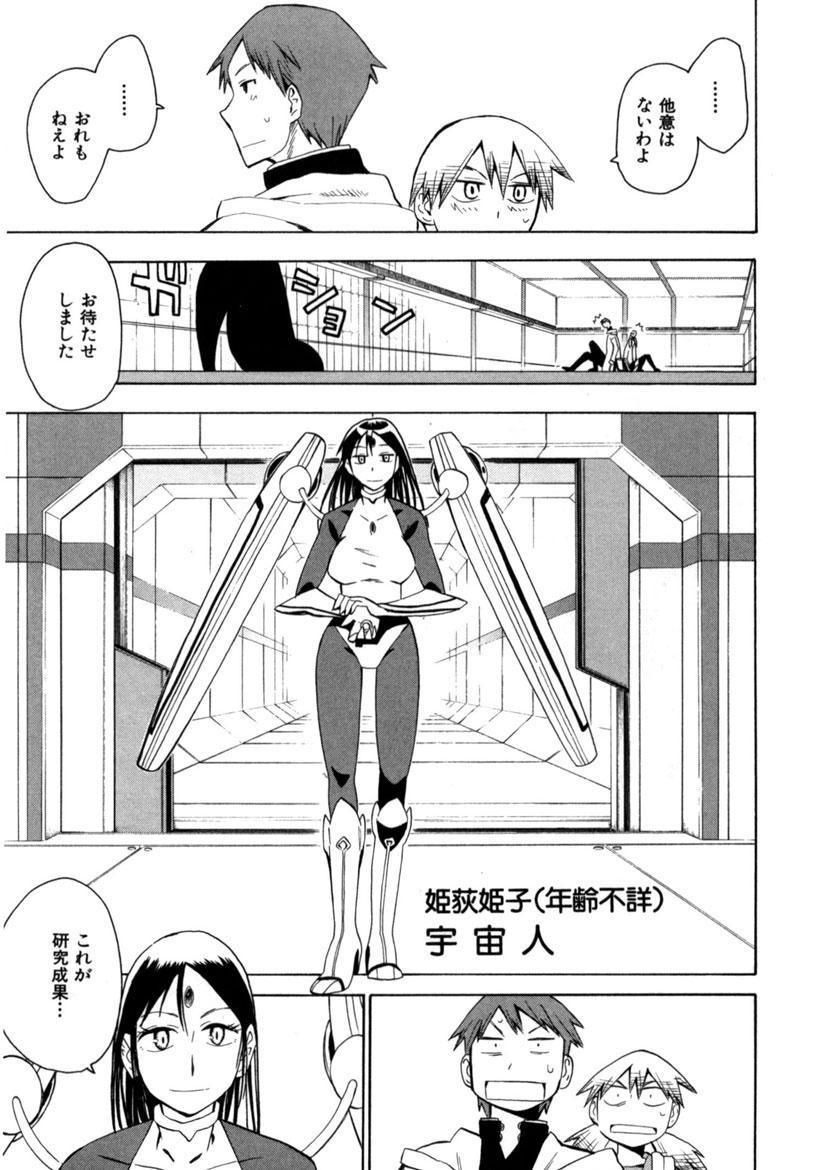 ……
他意は
ないわよ
……
おれも
ねえよ
ギ
ション
お待たせ
しました
姫荻姫子（年齢不詳）
宇宙人
これが
研究成果…